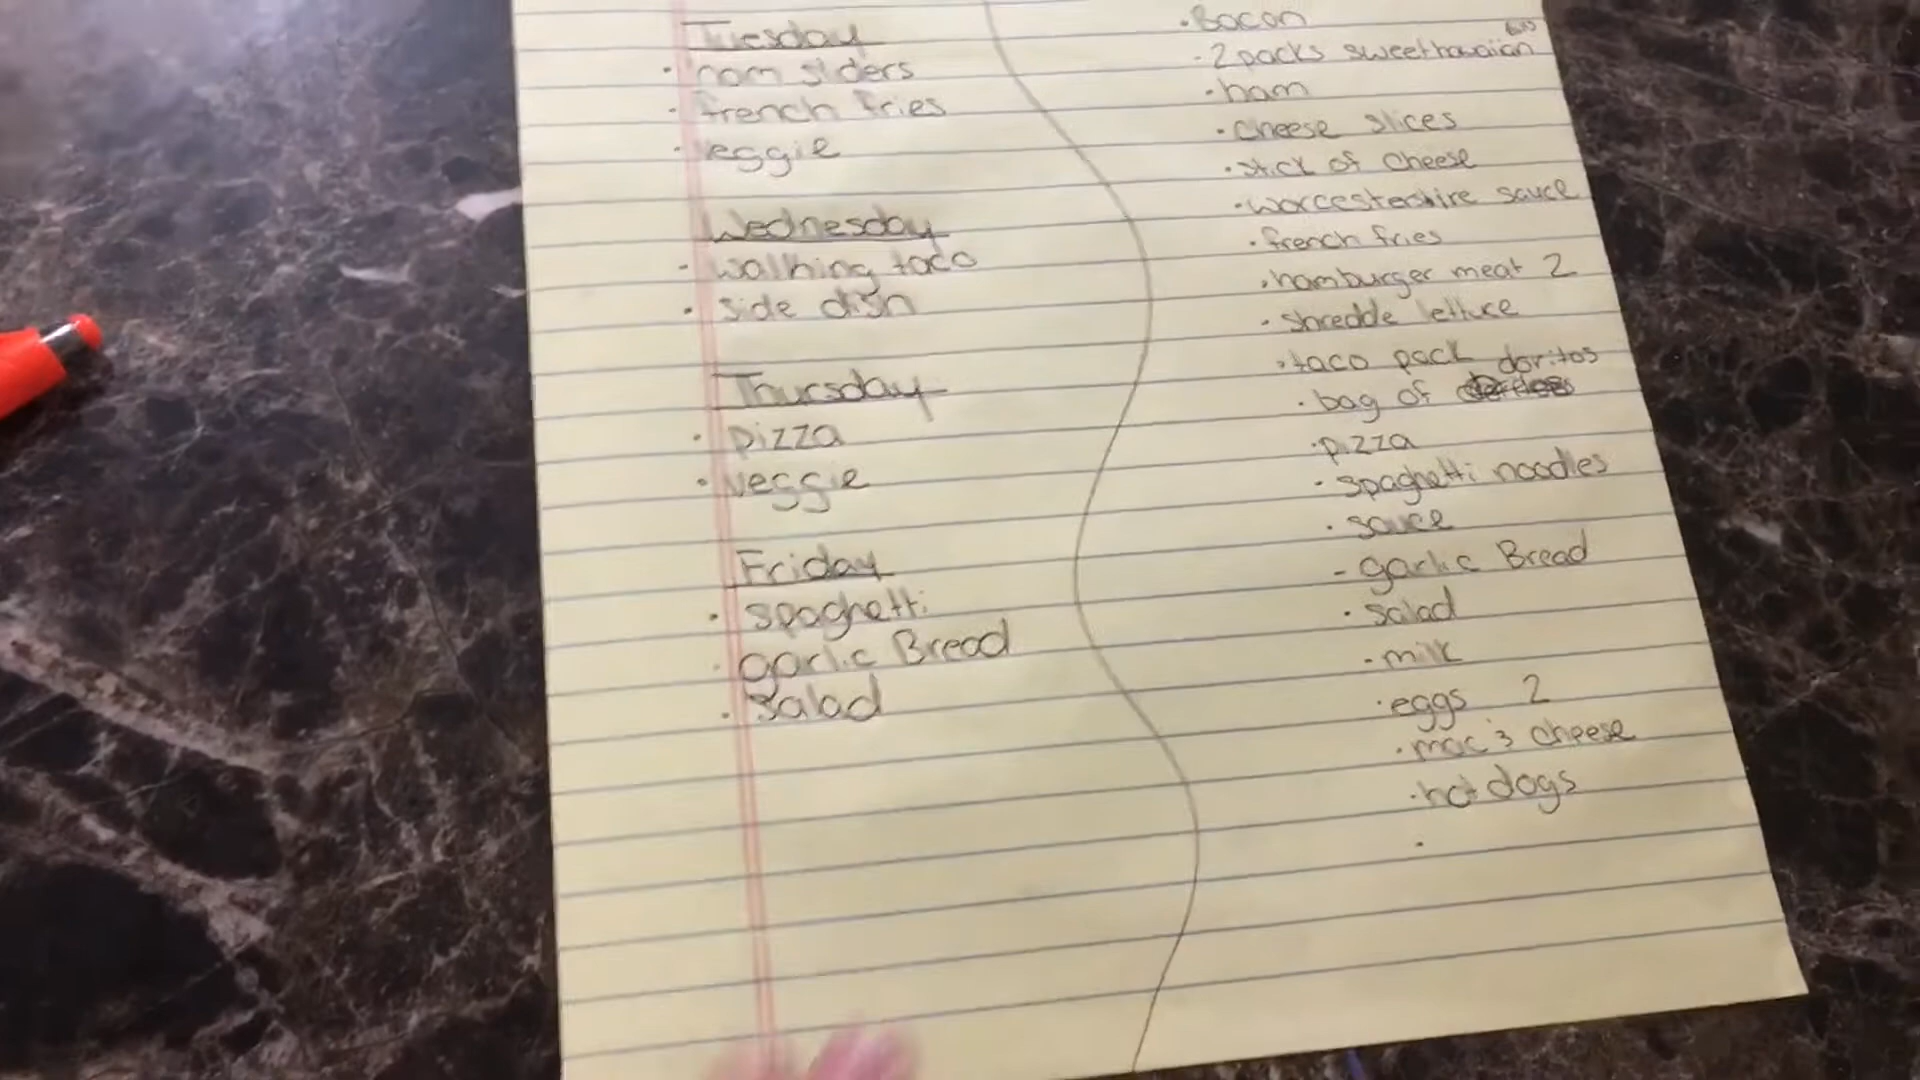 Tuesday
ham sliders
french fries
veggie
Wednesday
walking taco
side dish
Thursday
pizza
veggie
Friday
spaghetti
garlic Bread
Salad
Bacon
2 packs sweet hawaiian
ham
cheese slices
stick of cheese
worcestershire sauce
french fries
hamburger meat 2
shredde lettuce
taco pack
bag of doritos
pizza
spaghetti noodles
sauce
garlic Bread
salad
milk
eggs 2
mac & cheese
hot dogs